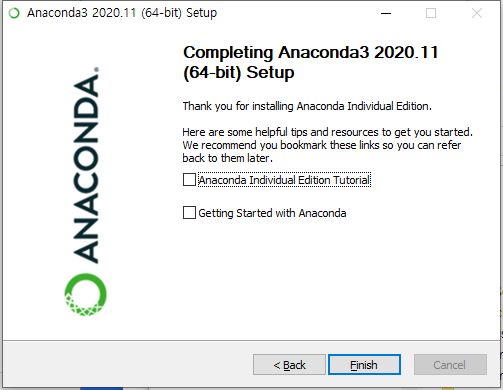 Anaconda3 2020.11 (64-bit) Setup
Completing Anaconda3 2020.11
(64-bit) Setup
Thank you for installing Anaconda Individual Edition.
Here are some helpful tips and resources to get you started.
We recommend you bookmark these links so you can refer
back to them later.
Anaconda Individual Edition Tutorial
Getting Started with Anaconda
ANACONDA.
< Back
Finish
Cancel